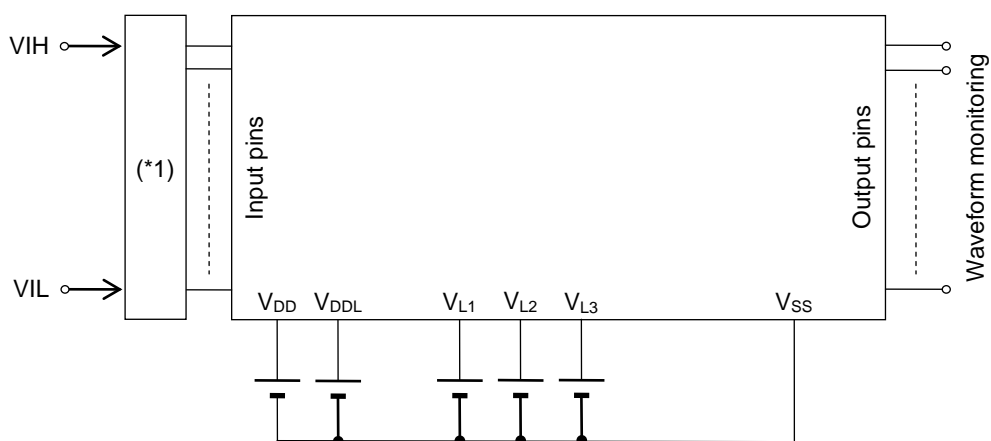 VIH
(*1)
VIL
Input pins
Output pins
Waveform monitoring
VDD
VDDL
VL1
VL2
VL3
VSS